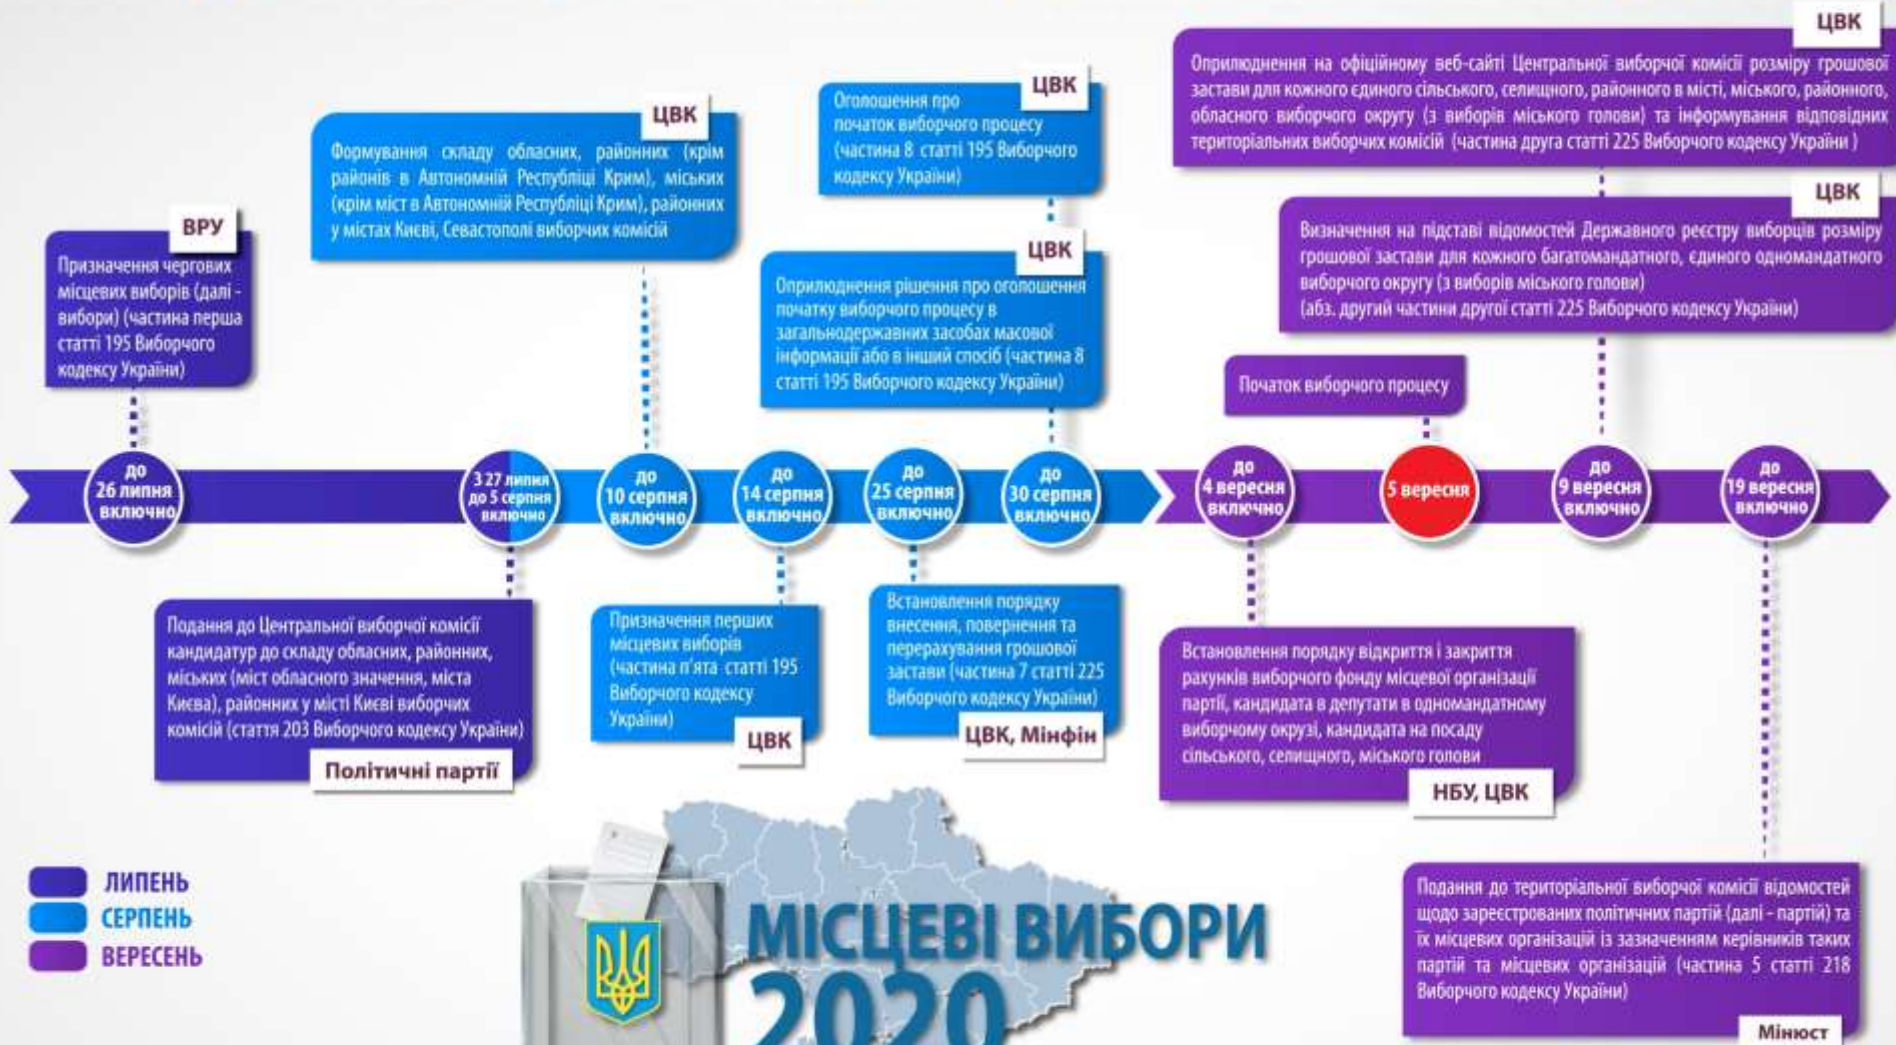 ВРУ
Призначення чергових
місцевих виборів (далі -
вибори) (частина перша
статті 195 Виборчого
кодексу України)
ЦВК
Формування складу обласних, районних (крім
районів в Автономній Республіці Крим), міських
(крім міст в Автономній Республіці Крим), районних
у містах Києві, Севастополі виборчих комісій
ЦВК
Оголошення про
початок виборчого процесу
(частина 8 статті 195 Виборчого
кодексу України)
ЦВК
Оприлюднення рішення про оголошення
початку виборчого процесу в
загальнодержавних засобах масової
інформації або в інший спосіб (частина 8
статті 195 Виборчого кодексу України)
ЦВК
Оприлюднення на офіційному веб-сайті Центральної виборчої комісії розміру грошової
застави для кожного єдиного сільського, селищного, районного в місті, міського, районного,
обласного виборчого округу (з виборів міського голови) та інформування відповідних
територіальних виборчих комісій (частина друга статті 225 Виборчого кодексу України )
ЦВК
Визначення на підставі відомостей Державного реєстру виборців розміру
грошової застави для кожного багатомандатного, єдиного одномандатного
виборчого округу (з виборів міського голови)
(абз. другий частини другої статті 225 Виборчого кодексу України)
Початок виборчого процесу
до
26 липня
включно
З 27 липня
до 5 серпня
включно
до
10 серпня
включно
до
14 серпня
включно
до
25 серпня
включно
до
30 серпня
включно
до
4 вересня
включно
5 вересня
до
9 вересня
включно
до
19 вересня
включно
Подання до Центральної виборчої комісії
кандидатур до складу обласних, районних,
міських (міст обласного значення, міста
Києва), районних у місті Києві виборчих
комісій (стаття 203 Виборчого кодексу України)
Політичні партії
Призначення перших
місцевих виборів
(частина п'ята статті 195
Виборчого кодексу
України)
ЦВК
Встановлення порядку
внесення, повернення та
перерахування грошової
застави (частина 7 статті 225
Виборчого кодексу України)
ЦВК, Мінфін
Встановлення порядку відкриття і закриття
рахунків виборчого фонду місцевої організації
партії, кандидата в депутати в одномандатному
виборчому окрузі, кандидата на посаду
сільського, селищного, міського голови
НБУ, ЦВК
Подання до територіальної виборчої комісії відомостей
щодо зареєстрованих політичних партій (далі - партій) та
їх місцевих організацій із зазначенням керівників таких
партій та місцевих організацій (частина 5 статті 218
Виборчого кодексу України)
Мін'юст
ЛИПЕНЬ
СЕРПЕНЬ
ВЕРЕСЕНЬ
МІСЦЕВІ ВИБОРИ
2020